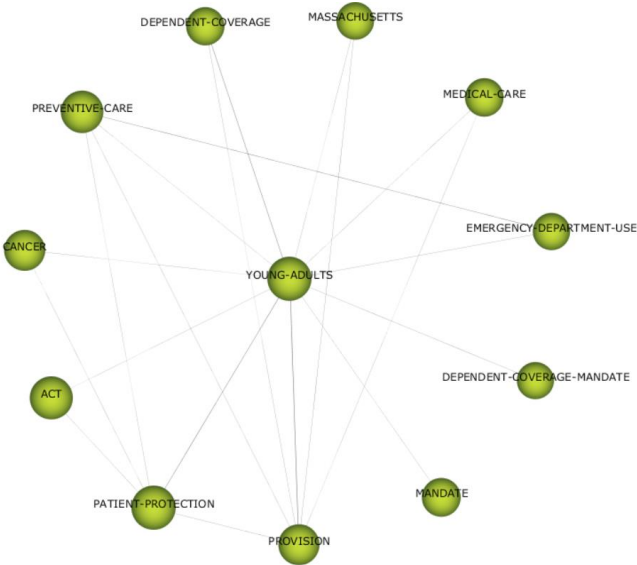 DEPENDENT-COVERAGE
MASSACHUSETTS
MEDICAL-CARE
PREVENTIVE-CARE
EMERGENCY-DEPARTMENT-USE
CANCER
YOUNG-ADULTS
DEPENDENT-COVERAGE-MANDATE
ACT
MANDATE
PATIENT-PROTECTION
PROVISION